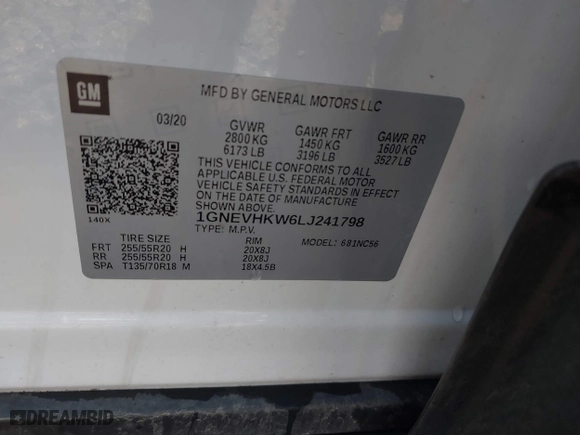 GM
MFD BY GENERAL MOTORS LLC
03/20
GVWR GAWR FRT GAWR RR
2800 KG 1450 KG 1600 KG
6173 LB 3196 LB 3527 LB
THIS VEHICLE CONFORMS TO ALL
APPLICABLE U.S. FEDERAL MOTOR
VEHICLE SAFETY STANDARDS IN EFFECT
ON THE DATE OF MANUFACTURE
SHOWN ABOVE.
1GNEVHKW6LJ241798
140X
TYPE: M.P.V. MODEL: 681NC56
TIRE SIZE RIM
FRT 255/55R20 H 20X8J
RR 255/55R20 H 20X8J
SPA T135/70R18 M 18X4.5B
DREAMBID